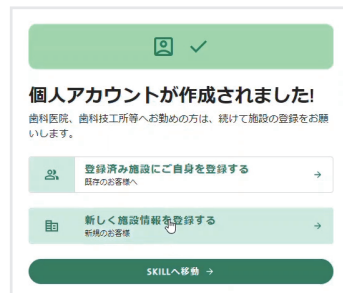 個人アカウントが作成されました!
歯科医院、歯科技工所等へお勤めの方は、続けて施設の登録をお願
いします。
登録済み施設にご自身を登録する
既存のお客様へ
新しく施設情報を登録する
新規のお客様
SKILLへ移動 →